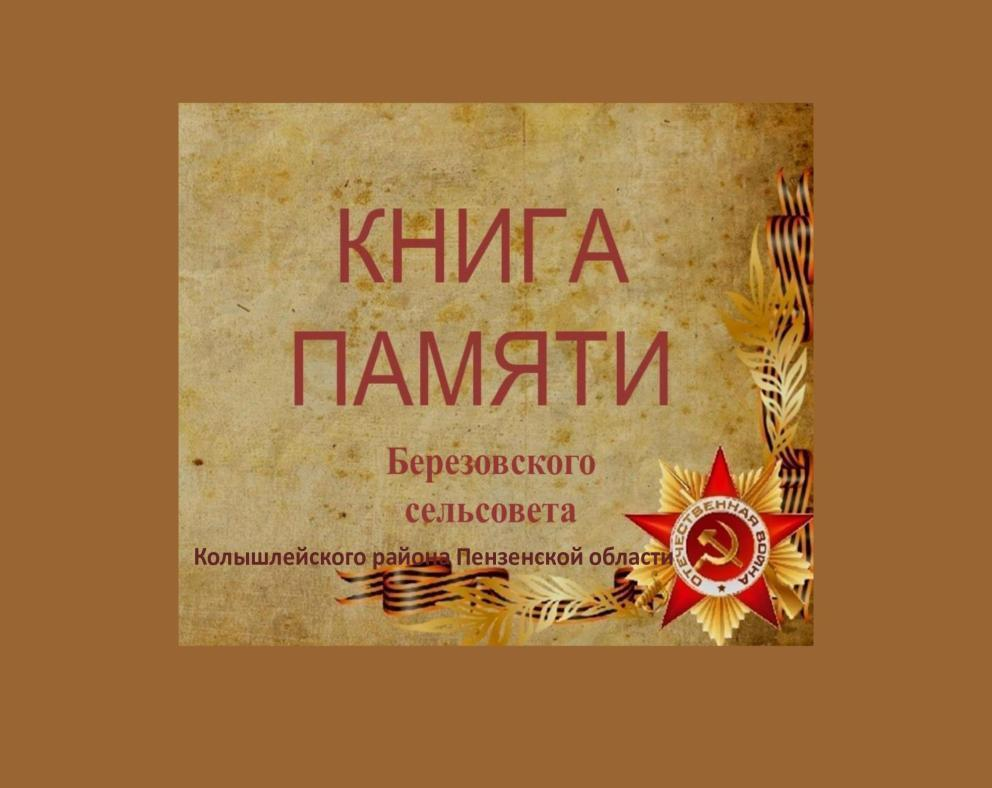 КНИГА
ПАМЯТИ
Березовского
сельсовета
Колышлейского района Пензенской области
ОТЕЧЕСТВЕННАЯ ВОЙНА